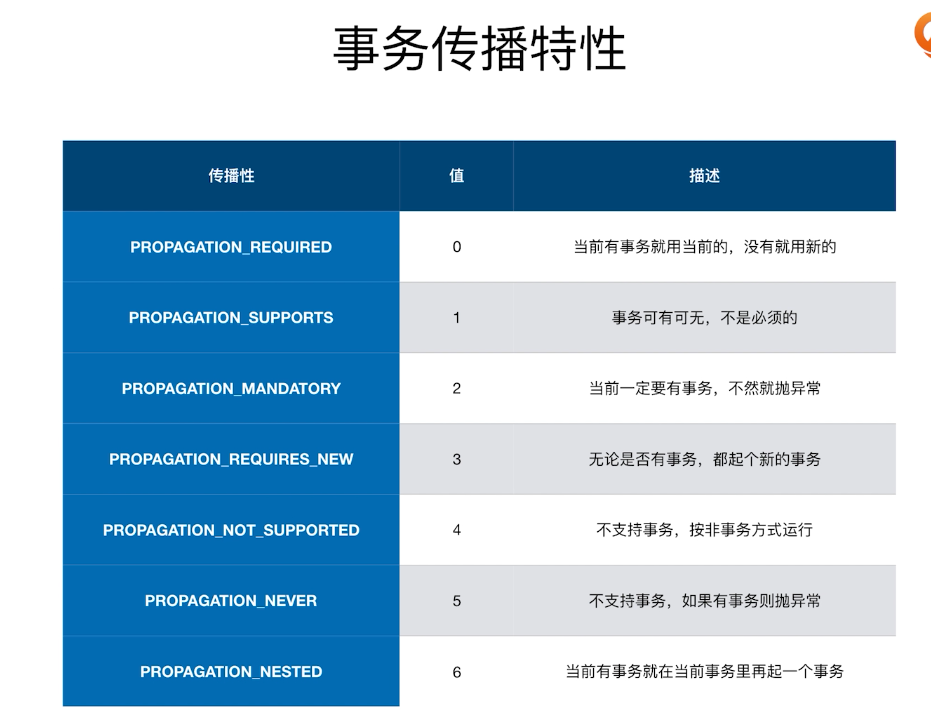 事务传播特性
传播性 值 描述
PROPAGATION_REQUIRED 0 当前有事务就用当前的，没有就用新的
PROPAGATION_SUPPORTS 1 事务可有可无，不是必须的
PROPAGATION_MANDATORY 2 当前一定要有事务，不然就抛异常
PROPAGATION_REQUIRES_NEW 3 无论是否有事务，都起个新的事务
PROPAGATION_NOT_SUPPORTED 4 不支持事务，按非事务方式运行
PROPAGATION_NEVER 5 不支持事务，如果有事务则抛异常
PROPAGATION_NESTED 6 当前有事务就在当前事务里再起一个事务